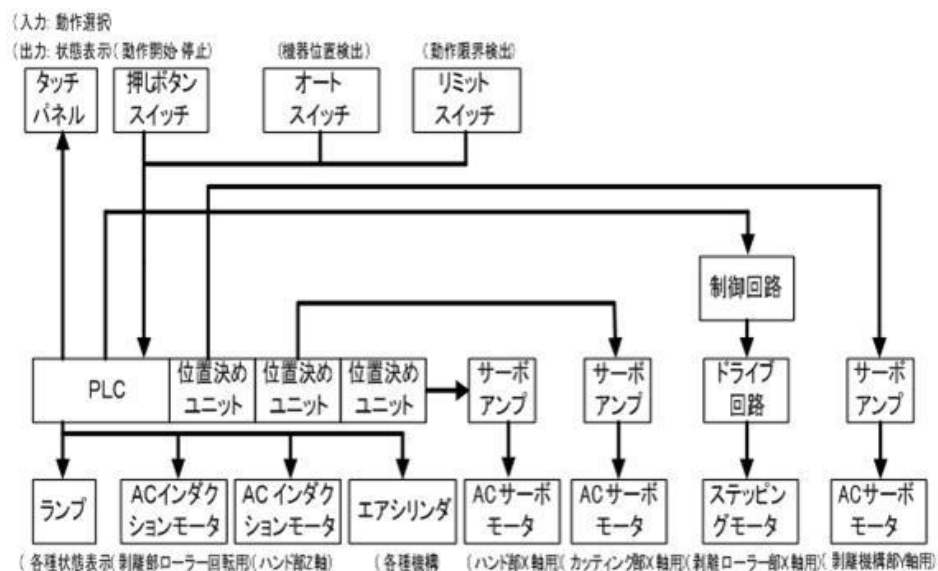 (入力: 動作選択)
(出力: 状態表示)
(動作開始・停止)
(機器位置検出)
(動作限界検出)
タッチ
パネル
押しボタン
スイッチ
オート
スイッチ
リミット
スイッチ
制御回路
PLC
位置決め
ユニット
位置決め
ユニット
位置決め
ユニット
サーボ
アンプ
サーボ
アンプ
ドライブ
回路
サーボ
アンプ
ランプ
ACインダク
ションモータ
ACインダク
ションモータ
エアシリンダ
ACサーボ
モータ
ACサーボ
モータ
ステッピン
グモータ
ACサーボ
モータ
(各種状態表示
(剥離部ローラー回転用)
(ハンド部Z軸)
(各種機構
(ハンド部X軸用)
(カッティング部X軸用)
(剥離ローラー部X軸用)
(剥離機構部Y軸用)